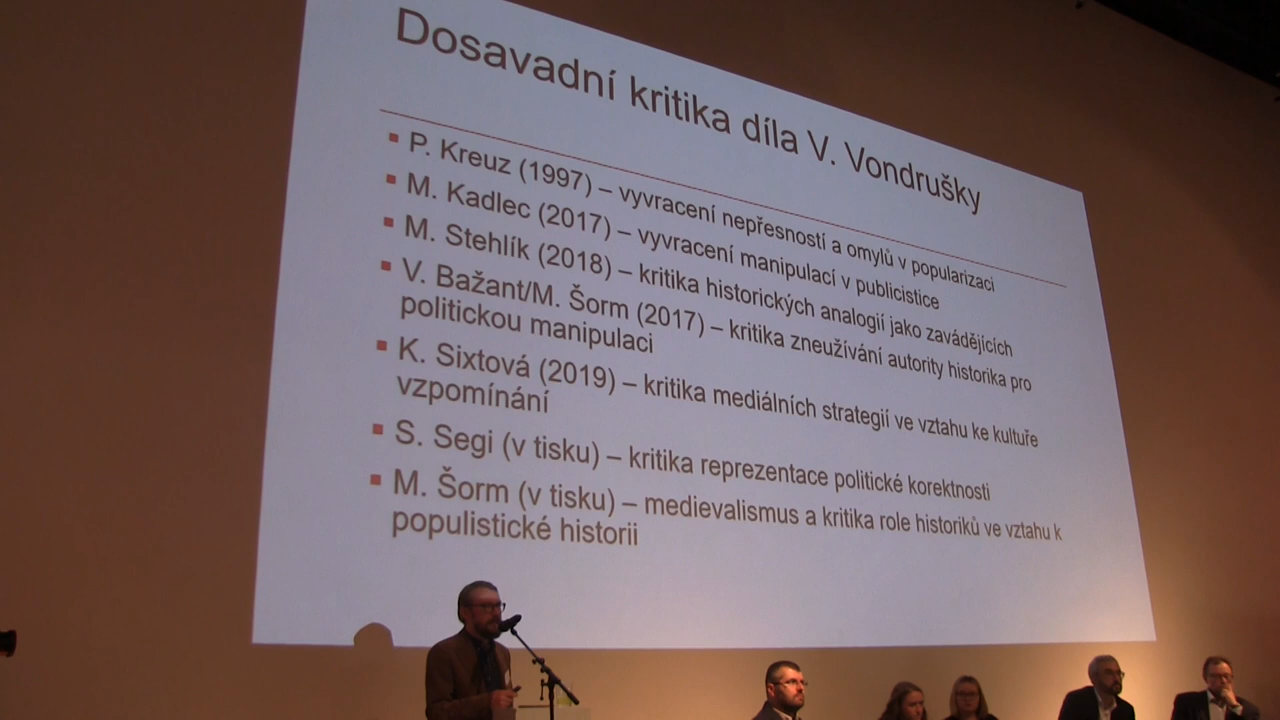 Dosavadní kritika díla V. Vondrušky
P. Kreuz (1997) – vyvracení nepřesností a omylů v popularizaci
M. Kadlec (2017) – vyvracení manipulací v publicistice
M. Stehlík (2018) – kritika historických analogií jako zavádějících
V. Bažant/M. Šorm (2017) – kritika zneužívání autority historika pro
politickou manipulaci
K. Sixtová (2019) – kritika mediálních strategií ve vztahu ke kultuře
vzpomínání
S. Segi (v tisku) – kritika reprezentace politické korektnosti
M. Šorm (v tisku) – medievalismus a kritika role historiků ve vztahu k
populistické historii